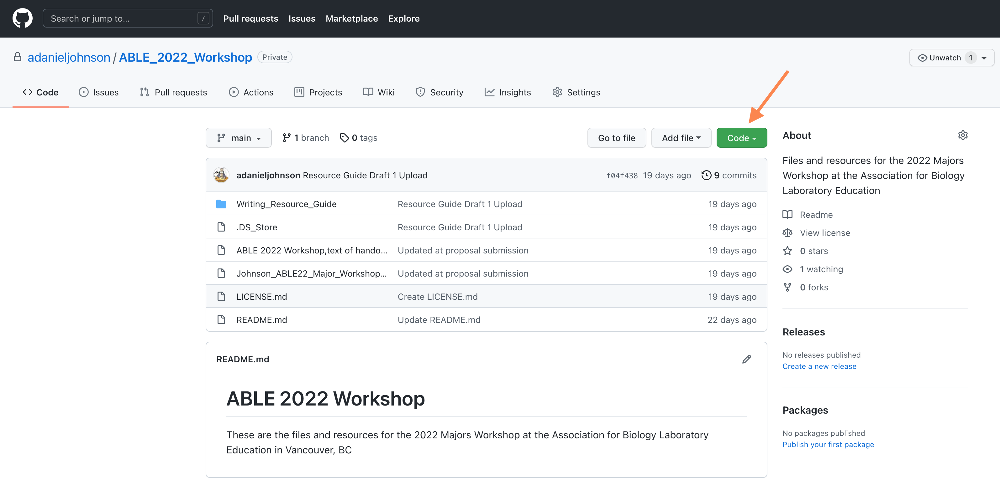 Search or jump to... / Pull requests Issues Marketplace Explore
adanieljohnson / ABLE_2022_Workshop Private Unwatch 1
Code Issues Pull requests Actions Projects Wiki Security Insights Settings
main 1 branch 0 tags Go to file Add file Code
adanieljohnson Resource Guide Draft 1 Upload f04f438 19 days ago 9 commits
Writing_Resource_Guide Resource Guide Draft 1 Upload 19 days ago
.DS_Store Resource Guide Draft 1 Upload 19 days ago
ABLE 2022 Workshop,text of hando... Updated at proposal submission 19 days ago
Johnson_ABLE22_Major_Workshop... Updated at proposal submission 19 days ago
LICENSE.md Create LICENSE.md 19 days ago
README.md Update README.md 22 days ago
README.md
ABLE 2022 Workshop
These are the files and resources for the 2022 Majors Workshop at the Association for Biology Laboratory
Education in Vancouver, BC
About
Files and resources for the 2022 Majors
Workshop at the Association for Biology
Laboratory Education
Readme
View license
0 stars
1 watching
0 forks
Releases
No releases published
Create a new release
Packages
No packages published
Publish your first package